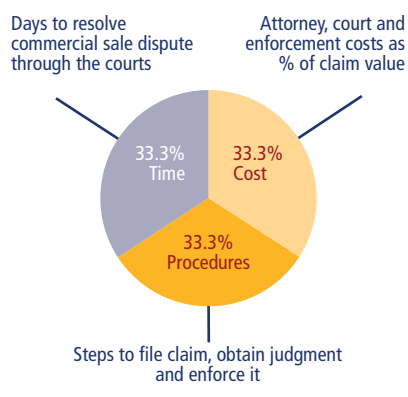 Days to resolve
commercial sale dispute
through the courts
Attorney, court and
enforcement costs as
% of claim value
33.3%
Time
33.3%
Cost
33.3%
Procedures
Steps to file claim, obtain judgment
and enforce it